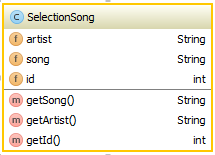 C SelectionSong
f artist String
f song String
f id int
m getSong() String
m getArtist() String
m getId() int